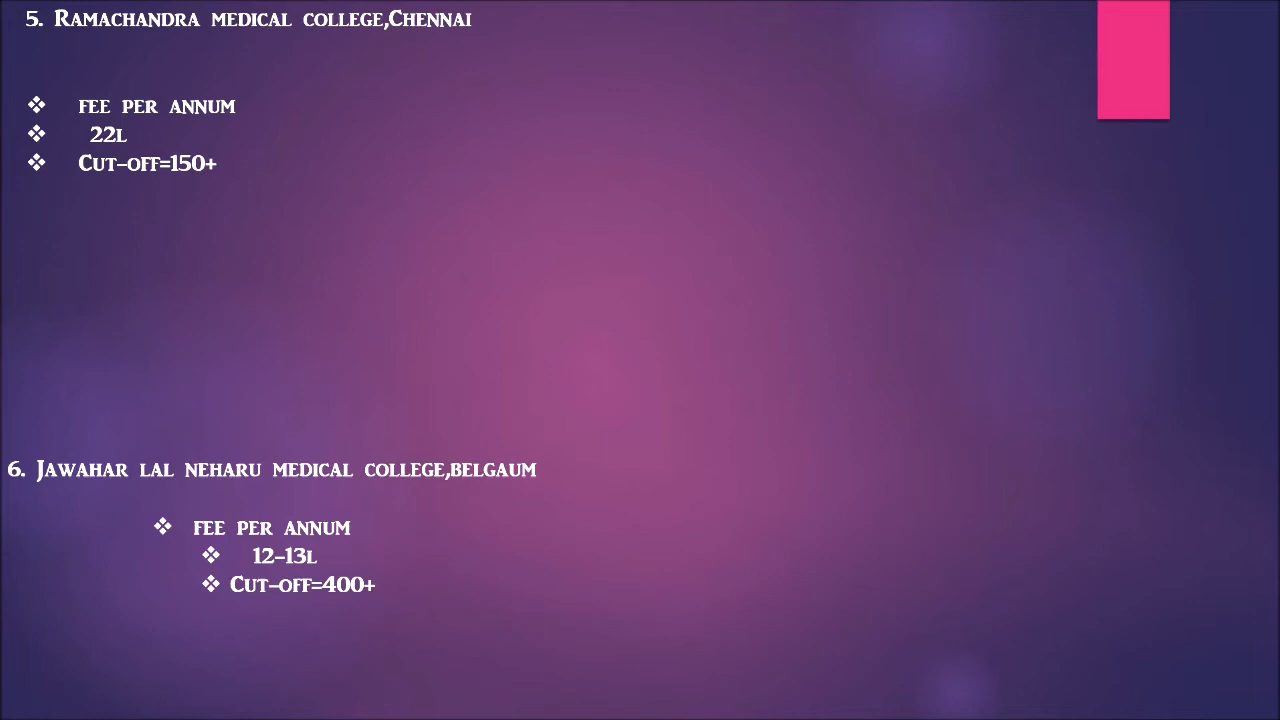 5. Ramachandra medical college,Chennai
❖ fee per annum
❖ 22l
❖ Cut-off=150+
6. Jawahar lal neharu medical college,belgaum
❖ fee per annum
❖ 12-13l
❖ Cut-off=400+